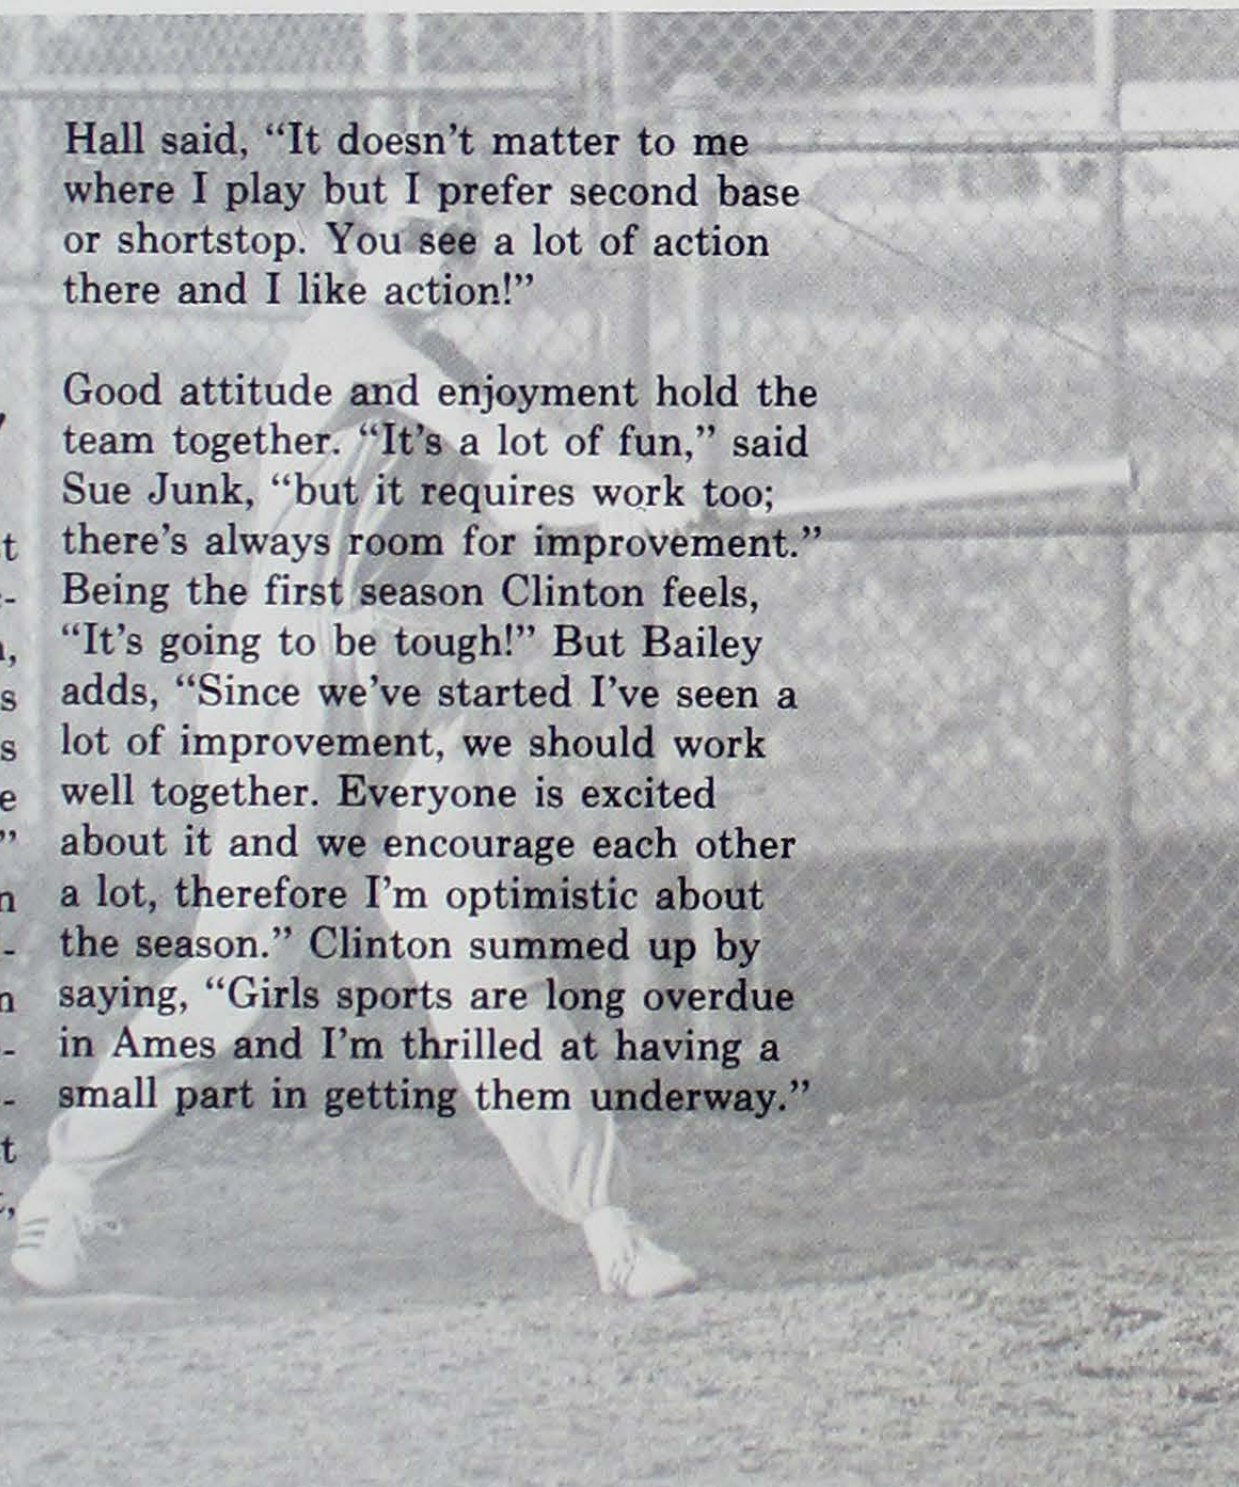 Hall said, “It doesn't matter to me
where I play but I prefer second base
or shortstop. You see a lot of action
there and I like action!”
Good attitude and enjoyment hold the
team together. “It's a lot of fun,” said
Sue Junk, “but it requires work too;
there's always room for improvement.”
Being the first season Clinton feels,
“It's going to be tough!” But Bailey
adds, “Since we've started I've seen a
lot of improvement, we should work
well together. Everyone is excited
about it and we encourage each other
a lot, therefore I'm optimistic about
the season.” Clinton summed up by
saying, “Girls sports are long overdue
in Ames and I'm thrilled at having a
small part in getting them underway.”